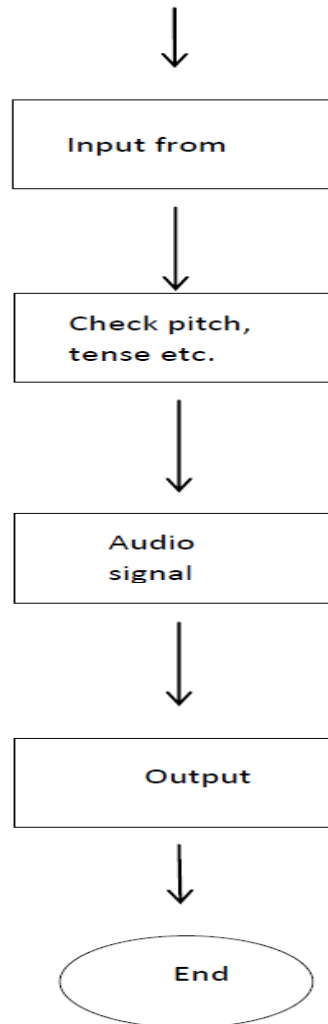 Input from
Check pitch,
tense etc.
Audio
signal
Output
End